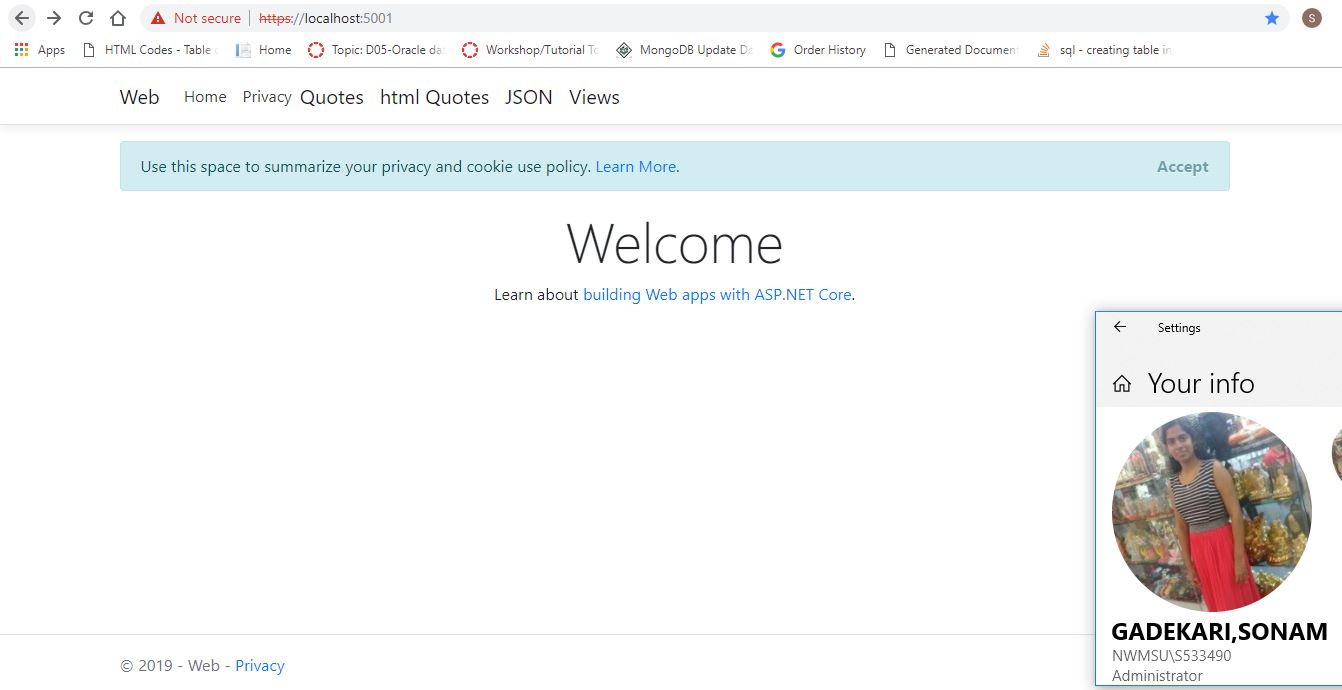 Not secure | https://localhost:5001
S
Apps HTML Codes - Table Home Topic: D05-Oracle da Workshop/Tutorial To MongoDB Update Do Order History Generated Document sql - creating table in
Web Home Privacy Quotes html Quotes JSON Views
Use this space to summarize your privacy and cookie use policy. Learn More. Accept
Welcome
Learn about building Web apps with ASP.NET Core.
Settings
Your info
GADEKARI,SONAM
NWMSU\S533490
Administrator
© 2019 - Web - Privacy